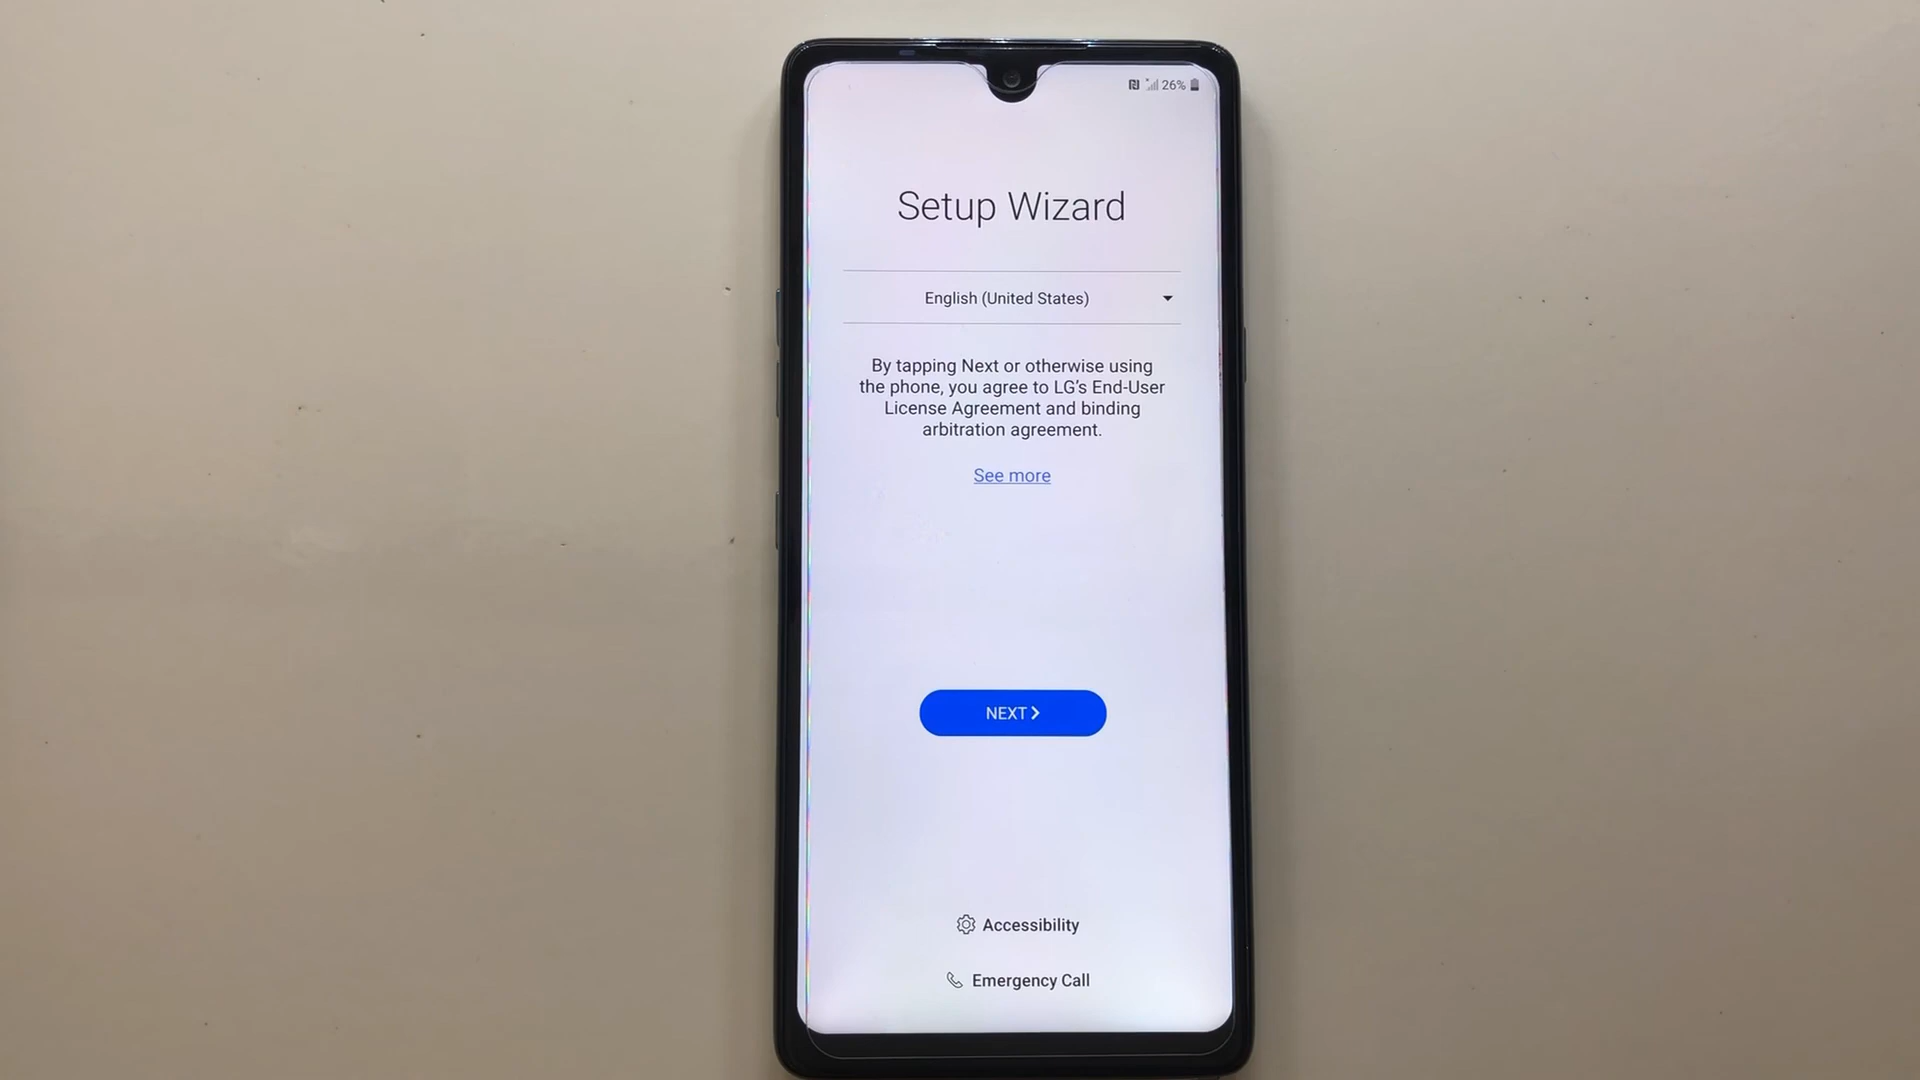 26%
Setup Wizard
English (United States)
By tapping Next or otherwise using
the phone, you agree to LG's End-User
License Agreement and binding
arbitration agreement.
See more
NEXT
Accessibility
Emergency Call